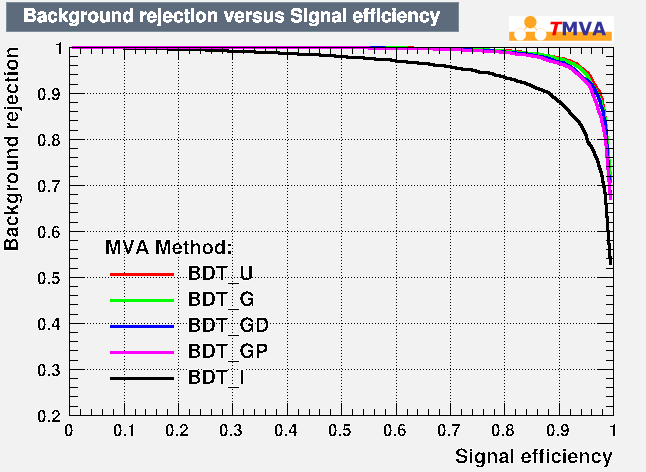 Background rejection versus Signal efficiency
TMVA
Background rejection
1
0.9
0.8
0.7
0.6
0.5
0.4
0.3
0.2
MVA Method:
BDT_U
BDT_G
BDT_GD
BDT_GP
BDT_I
0 0.1 0.2 0.3 0.4 0.5 0.6 0.7 0.8 0.9 1
Signal efficiency